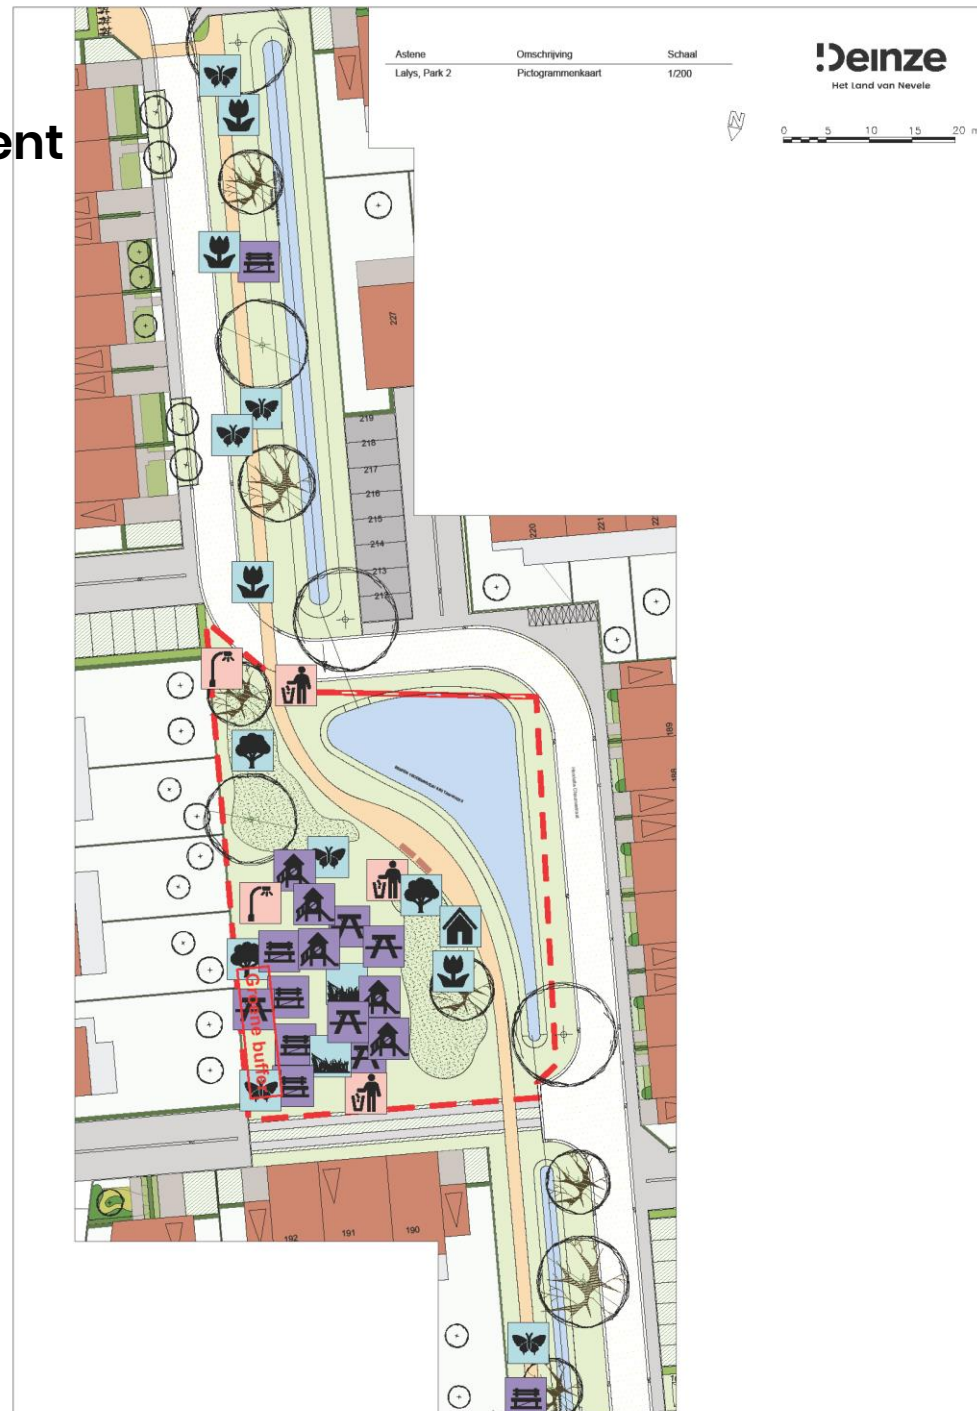 ent
Astene Omschrijving Schaal
Lalys, Park 2 Pictogrammenkaart 1/200
!Deinze
Het Land van Nevele
N
0 5 10 15 20 m
227
219
218
217
216
215
214
213
212
220
221
189
188
Groene buffer
192
191
190